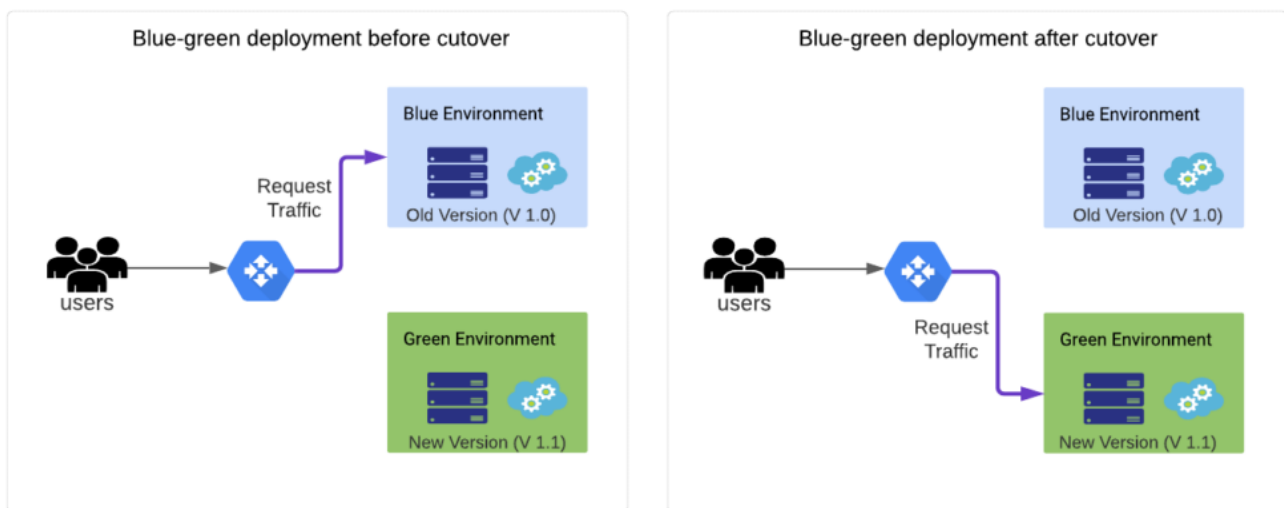 Blue-green deployment before cutover
Blue Environment
Old Version (V 1.0)
Request
Traffic
users
Green Environment
New Version (V 1.1)
Blue-green deployment after cutover
Blue Environment
Old Version (V 1.0)
users
Request
Traffic
Green Environment
New Version (V 1.1)